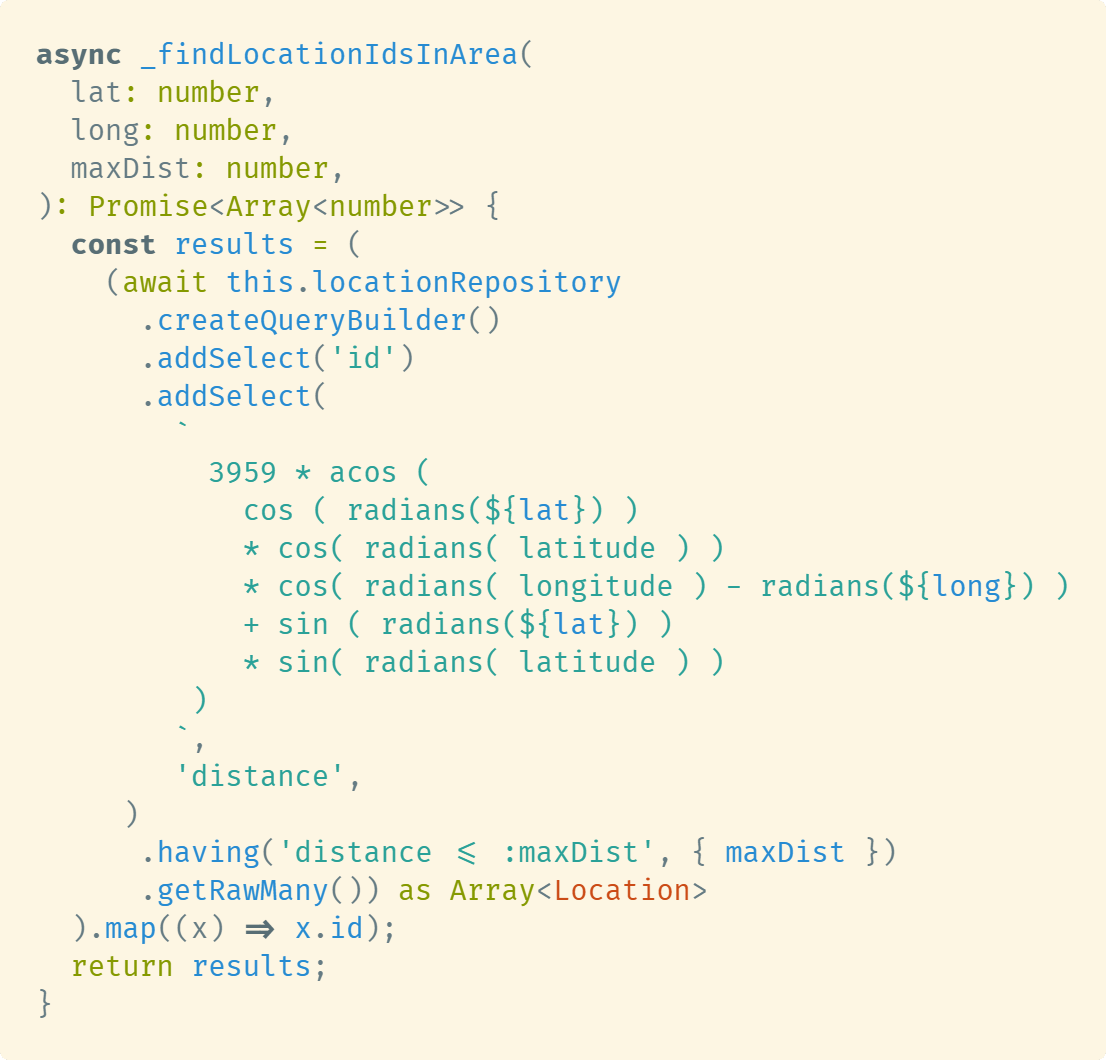 async _findLocationIdsInArea(
  lat: number,
  long: number,
  maxDist: number,
): Promise<Array<number>> {
  const results = (
    (await this.locationRepository
      .createQueryBuilder()
      .addSelect('id')
      .addSelect(
        `
          3959 * acos (
            cos ( radians(${lat}) )
            * cos( radians( latitude ) )
            * cos( radians( longitude ) - radians(${long}) )
            + sin ( radians(${lat}) )
            * sin( radians( latitude ) )
         )
        `,
        'distance',
     )
      .having('distance <= :maxDist', { maxDist })
      .getRawMany()) as Array<Location>
  ).map((x) => x.id);
  return results;
}